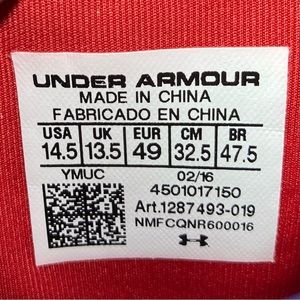 UNDER ARMOUR
MADE IN CHINA
FABRICADO EN CHINA
USA UK EUR CM BR
14.5 13.5 49 32.5 47.5
YMUC 02/16
4501017150
Art.1287493-019
NMFCQNR600016